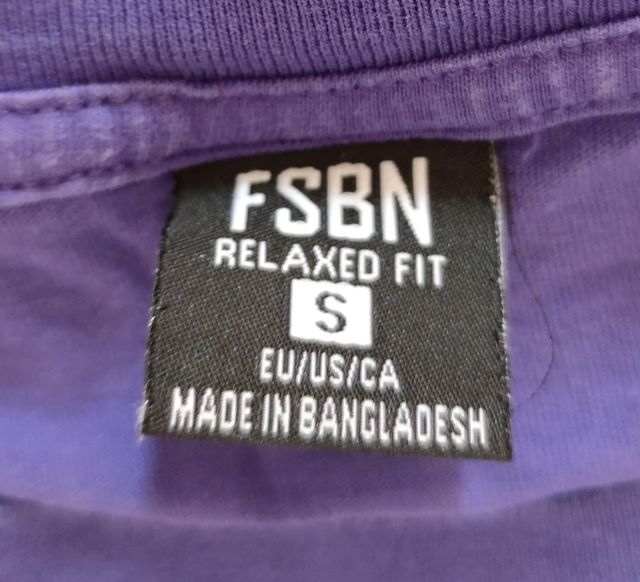 FSBN
RELAXED FIT
S
EU/US/CA
MADE IN BANGLADESH